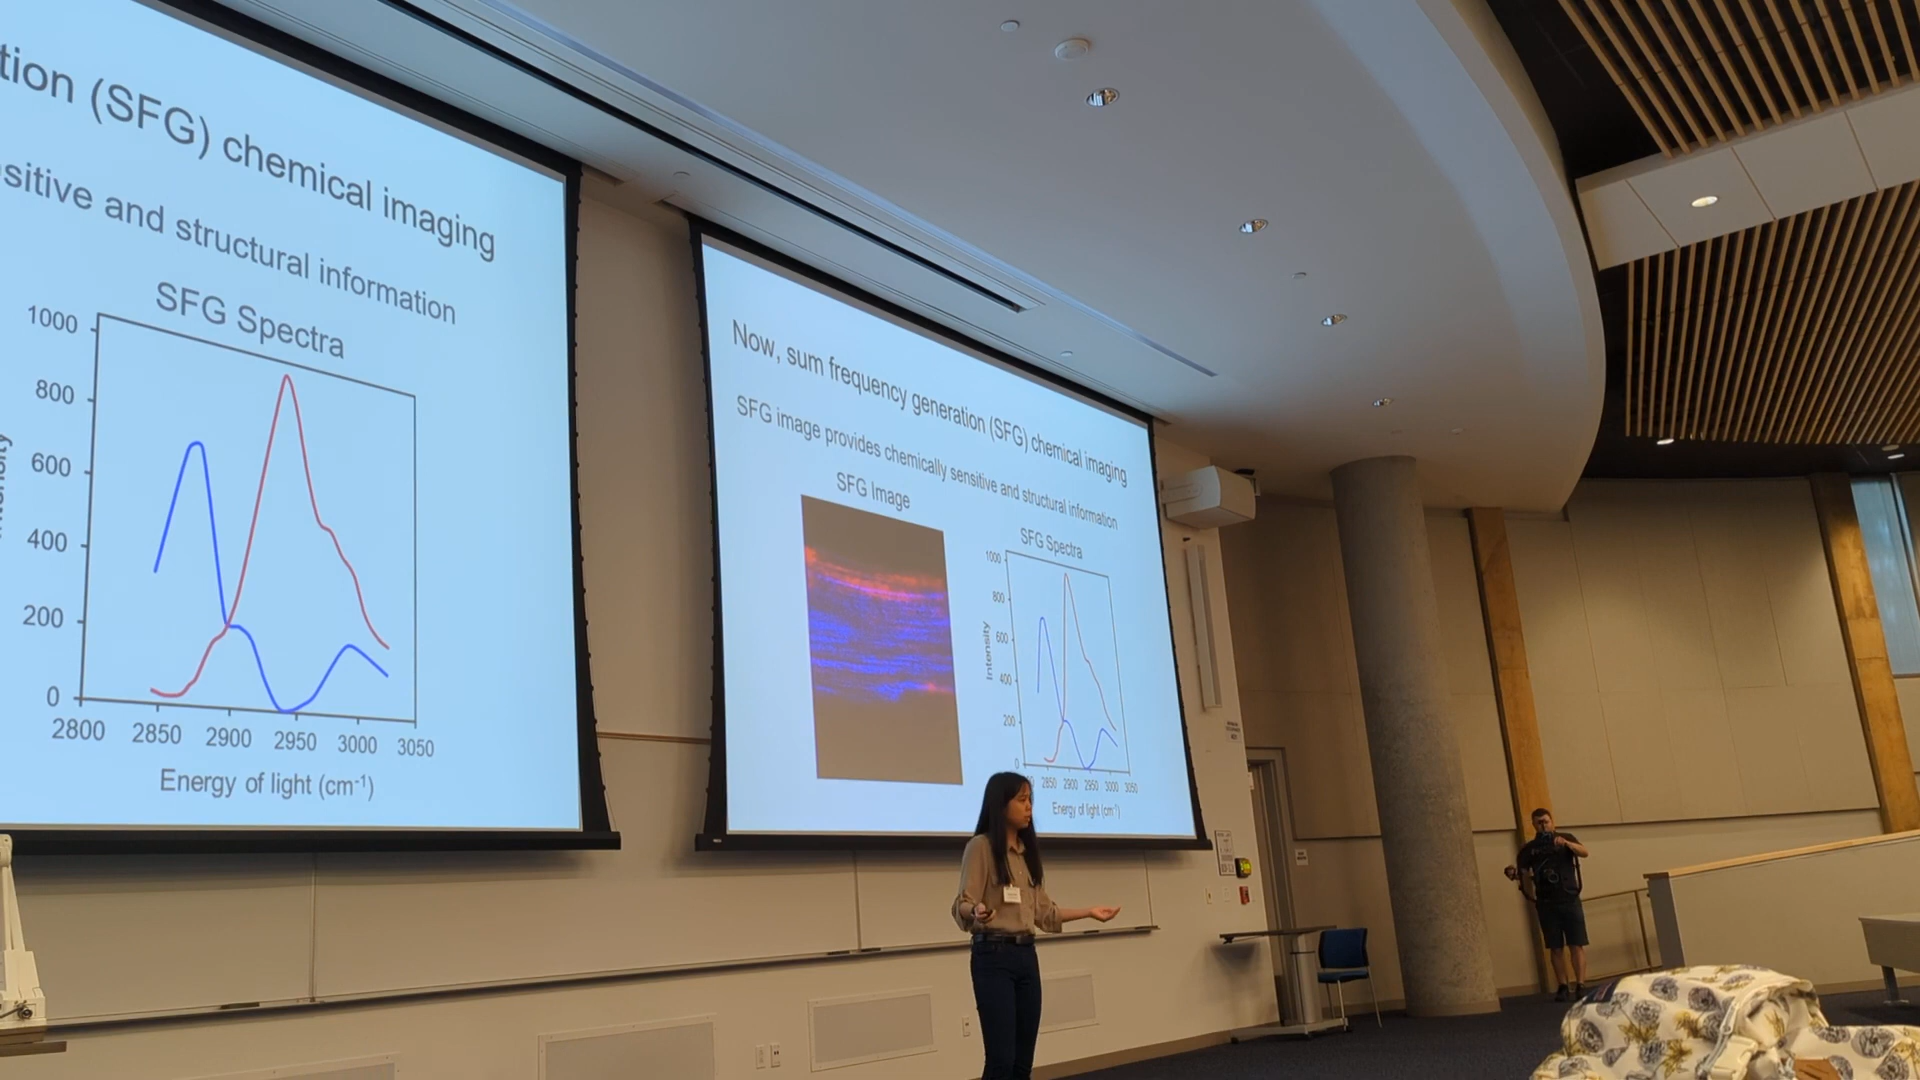 tion (SFG) chemical imaging
sitive and structural information
SFG Spectra
1000
800
600
400
200
0
2800 2850 2900 2950 3000 3050
Energy of light (cm-1)
Now, sum frequency generation (SFG) chemical imaging
SFG image provides chemically sensitive and structural information
SFG Image
SFG Spectra
Intensity
1000
800
600
400
200
0
2850 2900 2950 3000 3050
Energy of light (cm-1)